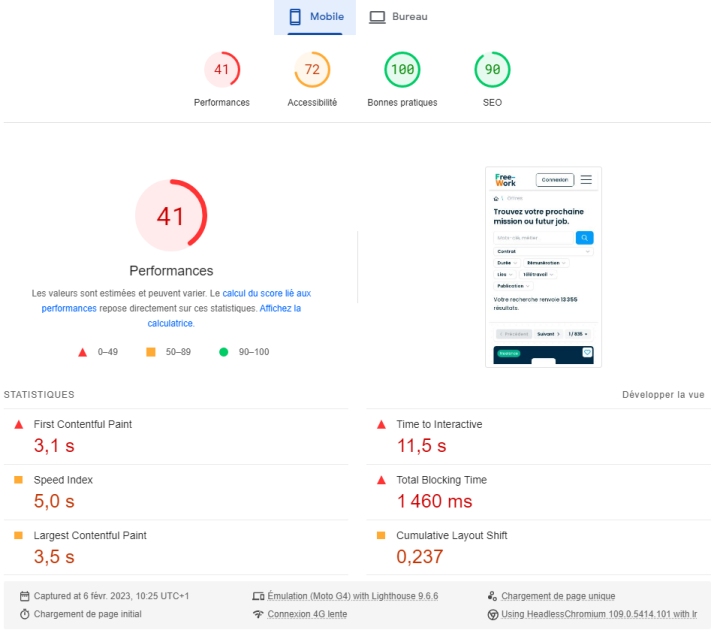 Mobile
Bureau
41
72
100
90
Performances
Accessibilité
Bonnes pratiques
SEO
41
Performances
Les valeurs sont estimées et peuvent varier. Le calcul du score lié aux
performances repose directement sur ces statistiques. Affichez la
calculatrice.
0–49
50–89
90–100
Free-
Work
Connexion
Offres
Trouvez votre prochaine
mission ou futur job.
Mots-clés, métier
Contrat
Durée
Rémunération
Lieu
Télétravail
Publication
Votre recherche renvoie 13 355
résultats.
Précédent
Suivant >
1 / 835
Freelance
STATISTIQUES
Développer la vue
First Contentful Paint
3,1 s
Time to Interactive
11,5 s
Speed Index
5,0 s
Total Blocking Time
1 460 ms
Largest Contentful Paint
3,5 s
Cumulative Layout Shift
0,237
Captured at 6 févr. 2023, 10:25 UTC+1
Émulation (Moto G4) with Lighthouse 9.6.6
Chargement de page unique
Chargement de page initial
Connexion 4G lente
Using HeadlessChromium 109.0.5414.101 with lr